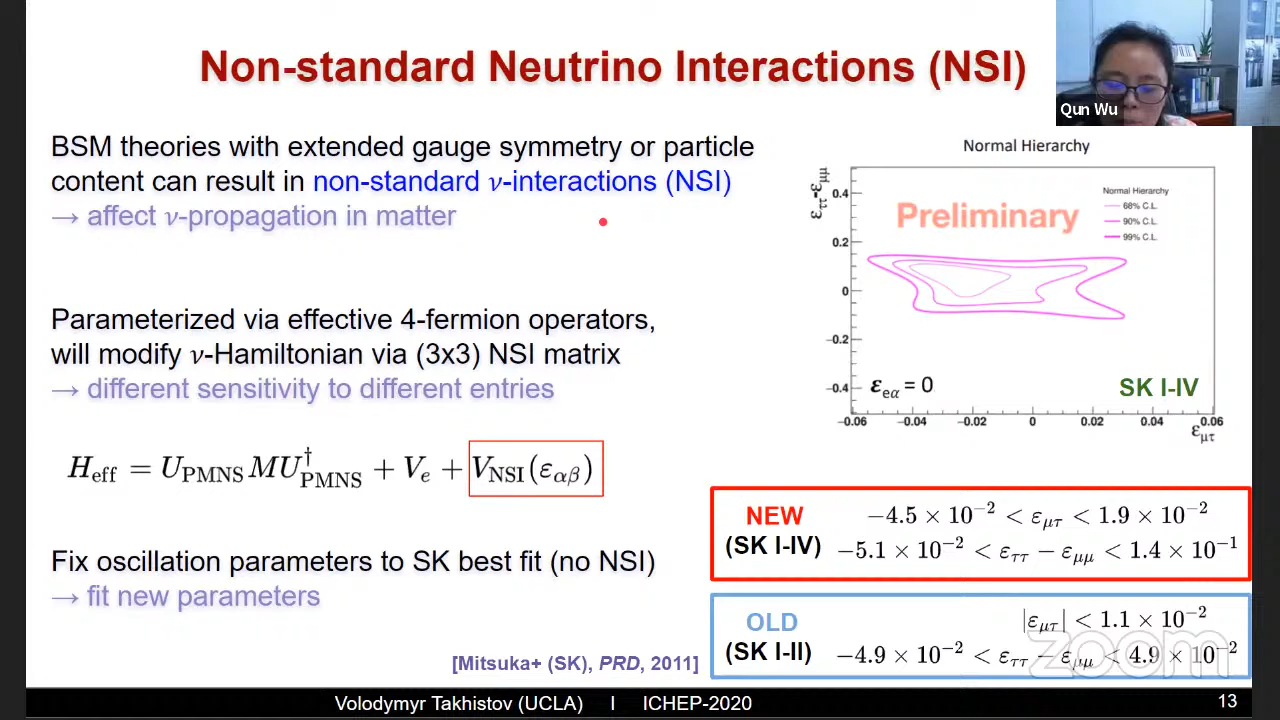 Non-standard Neutrino Interactions (NSI)
Qun Wu
BSM theories with extended gauge symmetry or particle
content can result in non-standard ν-interactions (NSI)
→ affect ν-propagation in matter
Parameterized via effective 4-fermion operators,
will modify ν-Hamiltonian via (3x3) NSI matrix
→ different sensitivity to different entries
H_eff = U_PMNS M U†_PMNS + V_e + V_NSI(ε_αβ)
Fix oscillation parameters to SK best fit (no NSI)
→ fit new parameters
[Mitsuka+ (SK), PRD, 2011]
Normal Hierarchy
ε_ττ-ε_μμ
0.4
0.2
0
−0.2
−0.4
Normal Hierarchy
68% C.L.
90% C.L.
99% C.L.
Preliminary
ε_eα = 0
SK I-IV
−0.06 −0.04 −0.02 0 0.02 0.04 0.06
ε_μτ
NEW
(SK I-IV)
−4.5 × 10⁻² < ε_μτ < 1.9 × 10⁻²
−5.1 × 10⁻² < ε_ττ − ε_μμ < 1.4 × 10⁻¹
OLD
(SK I-II)
|ε_μτ| < 1.1 × 10⁻²
−4.9 × 10⁻² < ε_ττ − ε_μμ < 4.9 × 10⁻²
zoom
Volodymyr Takhistov (UCLA) I ICHEP-2020
13